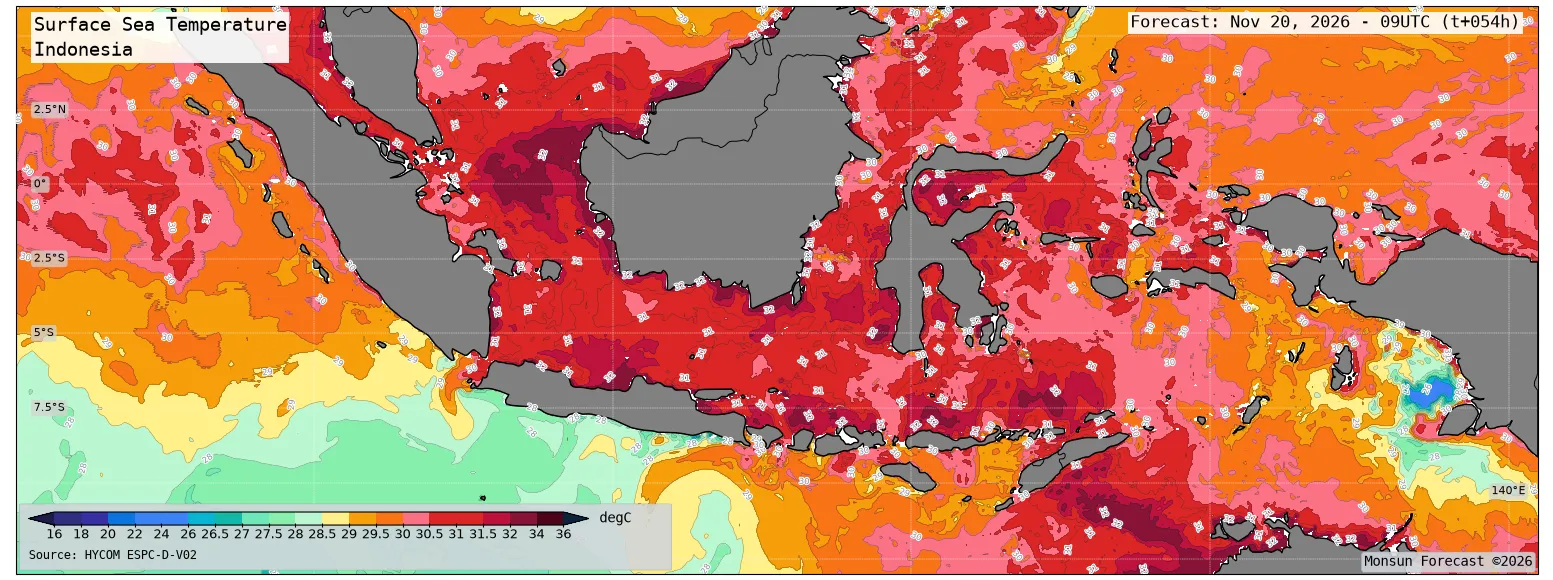 Surface Sea Temperature
Indonesia
Forecast: Nov 20, 2026 - 09UTC (t+054h)
2.5°N
0°
2.5°S
5°S
7.5°S
140°E
degC
16 18 20 22 24 26 26.5 27 27.5 28 28.5 29 29.5 30 30.5 31 31.5 32 34 36
Source: HYCOM ESPC-D-V02
Monsun Forecast ©2026